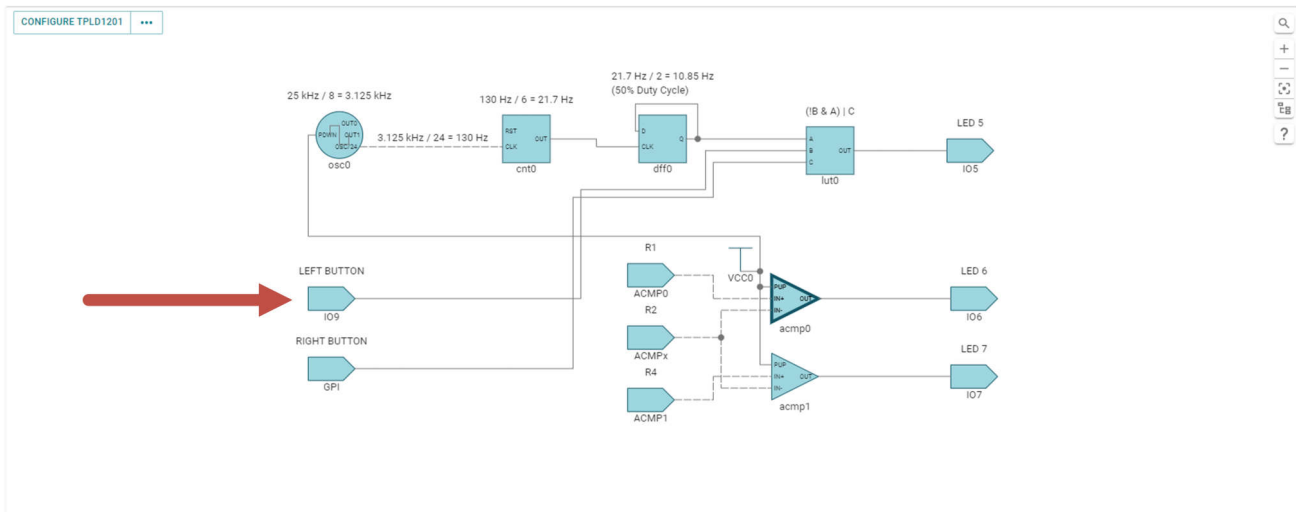 CONFIGURE TPLD1201
•••
21.7 Hz / 2 = 10.85 Hz
(50% Duty Cycle)
25 kHz / 8 = 3.125 kHz
130 Hz / 6 = 21.7 Hz
(!B & A) | C
LED 5
OUT0
POWN OUT1
OSC/24
osc0
3.125 kHz / 24 = 130 Hz
RST
OUT
CLK
cnt0
D
Q
CLK
dff0
A
B
OUT
C
lut0
IO5
R1
VCC0
ACMP0
LEFT BUTTON
IO9
PUP
IN+
OUT
IN-
acmp0
LED 6
IO6
R2
ACMPx
RIGHT BUTTON
GPI
R4
ACMP1
PUP
IN+
OUT
IN-
acmp1
LED 7
IO7
+
−
?